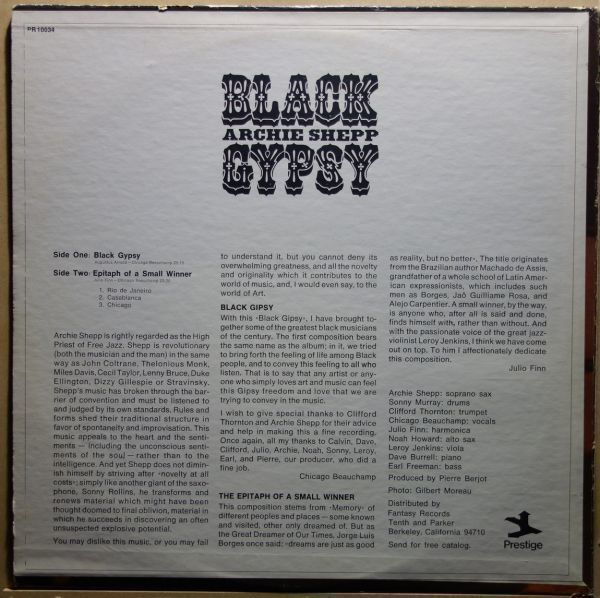 PR 10034
BLACK
ARCHIE SHEPP
GYPSY
Side One: Black Gypsy
Side Two: Epitaph of a Small Winner
1. Rio de Janeiro
2. Casablanca
3. Chicago
Archie Shepp is rightly regarded as the High
Priest of Free Jazz. Shepp is revolutionary
(both the musician and the man) in the same
way as John Coltrane, Thelonious Monk,
Miles Davis, Cecil Taylor, Lenny Bruce, Duke
Ellington, Dizzy Gillespie or Stravinsky.
Shepp's music has broken through the bar-
rier of convention and must be listened to
and judged by its own standards. Rules and
forms shed their traditional structure in
favor of spontaneity and improvisation. This
music appeals to the heart and the senti-
ments — including the unconscious senti-
ments of the soul — rather than to the
intelligence. And yet Shepp does not dimin-
ish himself by striving after «novelty at all
costs»; simply like another giant of the saxo-
phone, Sonny Rollins, he transforms and
renews material which might have been
thought doomed to final oblivion, material in
which he succeeds in discovering an often
unsuspected explosive potential.
You may dislike this music, or you may fail
to understand it, but you cannot deny its
overwhelming greatness, and all the novelty
and originality which it contributes to the
world of music, and, I would even say, to the
world of Art.
BLACK GIPSY
With this «Black Gipsy», I have brought to-
gether some of the greatest black musicians
of the century. The first composition bears
the same name as the album; in it, we tried
to bring forth the feeling of life among Black
people, and to convey this feeling to all who
listen. That is to say that any artist or any-
one who simply loves art and music can feel
this Gipsy freedom and love that we are
trying to convey in the music.
I wish to give special thanks to Clifford
Thornton and Archie Shepp for their advice
and help in making this a fine recording.
Once again, all my thanks to Calvin, Dave,
Clifford, Julio, Archie, Noah, Sonny, Leroy,
Earl, and Pierre, our producer, who did a
fine job.
Chicago Beauchamp
THE EPITAPH OF A SMALL WINNER
This composition stems from «Memory» of
different peoples and places — some known
and visited, other only dreamed of. But as
the Great Dreamer of Our Times, Jorge Luis
Borges once said: «dreams are just as good
as reality, but no better». The title originates
from the Brazilian author Machado de Assis,
grandfather of a whole school of Latin Amer-
ican expressionists, which includes such
men as Borges, Jaô Guillíame Rosa, and
Alejo Carpentier. A small winner, by the way,
is anyone who, after all is said and done,
finds himself with, rather than without. And
with the passionate voice of the great jazz-
violinist Leroy Jenkins, I think we have come
out on top. To him I affectionately dedicate
this composition.
Julio Finn
Archie Shepp: soprano sax
Sonny Murray: drums
Clifford Thornton: trumpet
Chicago Beauchamp: vocals
Julio Finn: harmonica
Noah Howard: alto sax
Leroy Jenkins: viola
Dave Burrell: piano
Earl Freeman: bass
Produced by Pierre Berjot
Photo: Gilbert Moreau
Distributed by
Fantasy Records
Tenth and Parker
Berkeley, California 94710
Send for free catalog.
Prestige